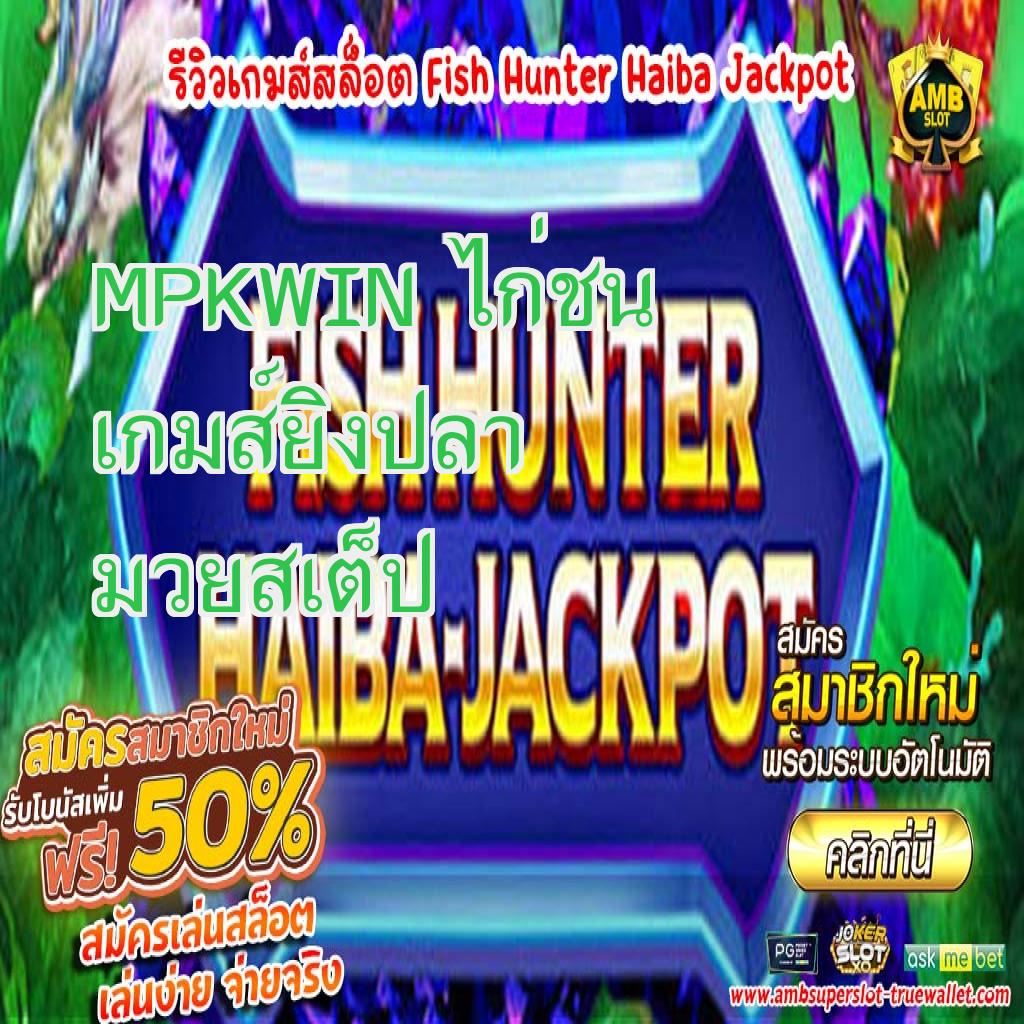 รีวิวเกมส์สล็อต Fish Hunter Haiba Jackpot
AMB
SLOT
MPKWIN ไก่ชน
เกมส์ยิงปลา
มวยสเต็ป
FISH HUNTER
HAIBA-JACKPOT
สมัคร
สมาชิกใหม่
พร้อมระบบอัตโนมัติ
คลิกที่นี่
สมัครสมาชิกใหม่
รับโบนัสเพิ่ม
ฟรี! 50%
สมัครเล่นสล็อต
เล่นง่าย จ่ายจริง
PG
JOKER
SLOT
XO
ask me bet
www.ambsuperslot-truewallet.com